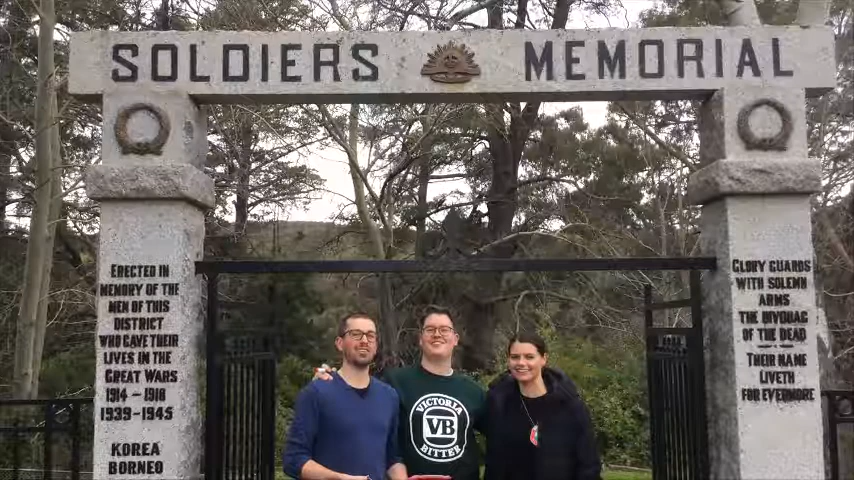 SOLDIERS MEMORIAL
ERECTED IN
MEMORY OF THE
MEN OF THIS
DISTRICT
WHO GAVE THEIR
LIVES IN THE
GREAT WARS
1914 - 1918
1939-1945
KOREA
BORNEO
GLORY GUARDS
WITH SOLEMN
ARMS
THE BIVOUAC
OF THE DEAD
THEIR NAME
LIVETH
FOR EVERMORE
VICTORIA
VB
BITTER